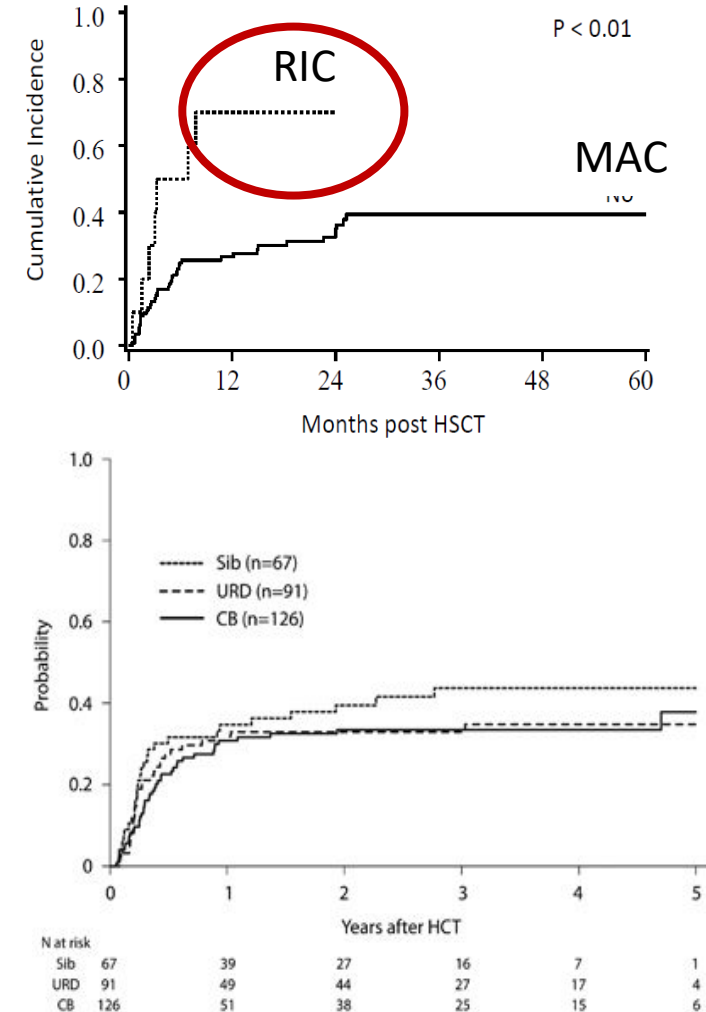 1.0
P < 0.01
RIC
0.8
0.6
MAC
0.4
0.2
0.0
0 12 24 36 48 60
Cumulative Incidence
Months post HSCT
1.0
0.8
Sib (n=67)
URD (n=91)
CB (n=126)
0.6
0.4
0.2
0
Probability
0 1 2 3 4 5
Years after HCT
N at risk
Sib 67 39 27 16 7 1
URD 91 49 44 27 17 4
CB 126 51 38 25 15 6